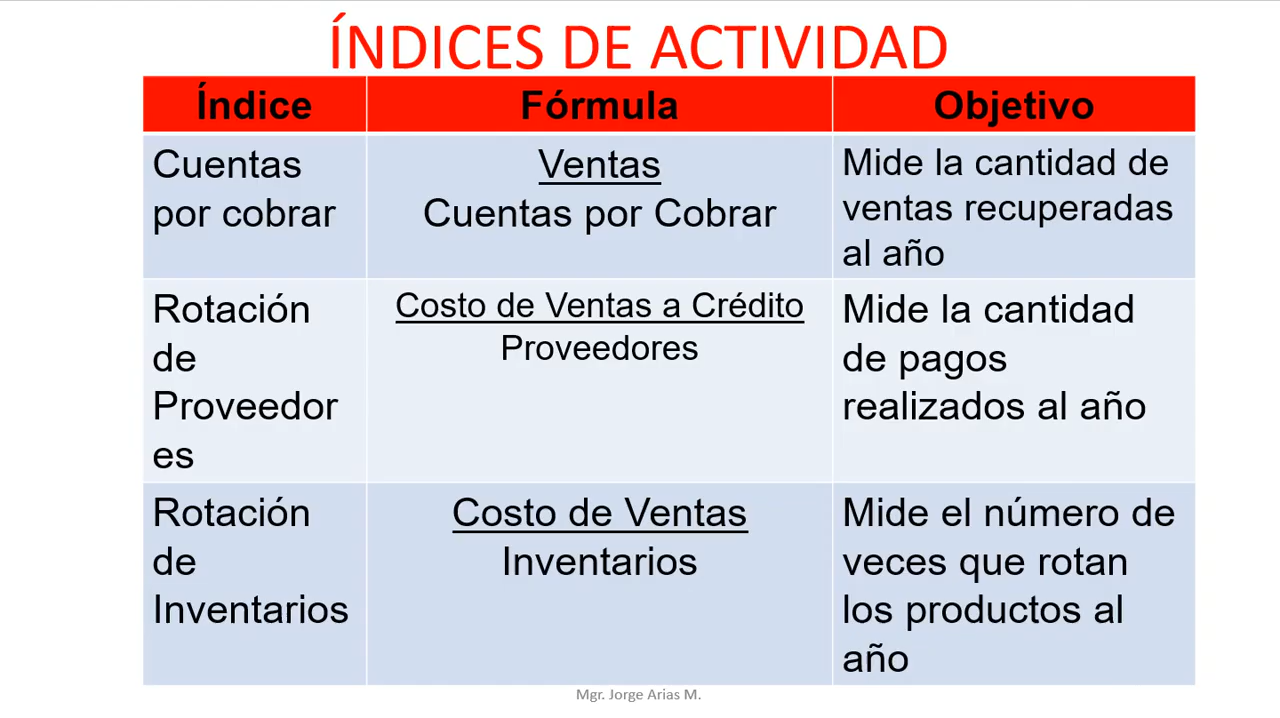 ÍNDICES DE ACTIVIDAD
Índice
Fórmula
Objetivo
Cuentas
por cobrar
Ventas
Cuentas por Cobrar
Mide la cantidad de
ventas recuperadas
al año
Rotación
de
Proveedor
es
Costo de Ventas a Crédito
Proveedores
Mide la cantidad
de pagos
realizados al año
Rotación
de
Inventarios
Costo de Ventas
Inventarios
Mide el número de
veces que rotan
los productos al
año
Mgr. Jorge Arias M.